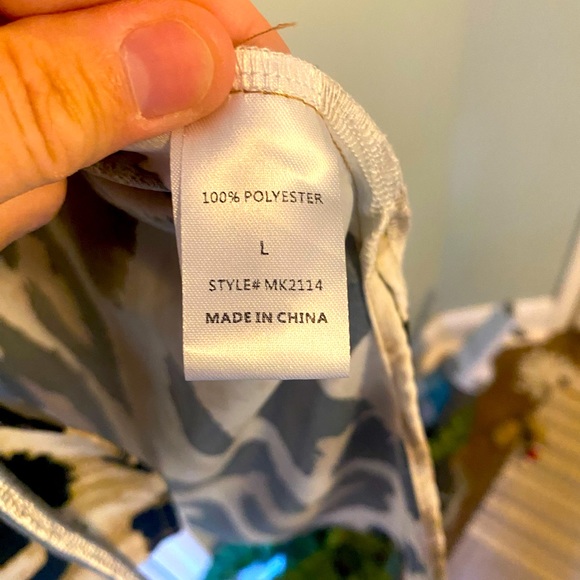 100% POLYESTER
L
STYLE# MK2114
MADE IN CHINA